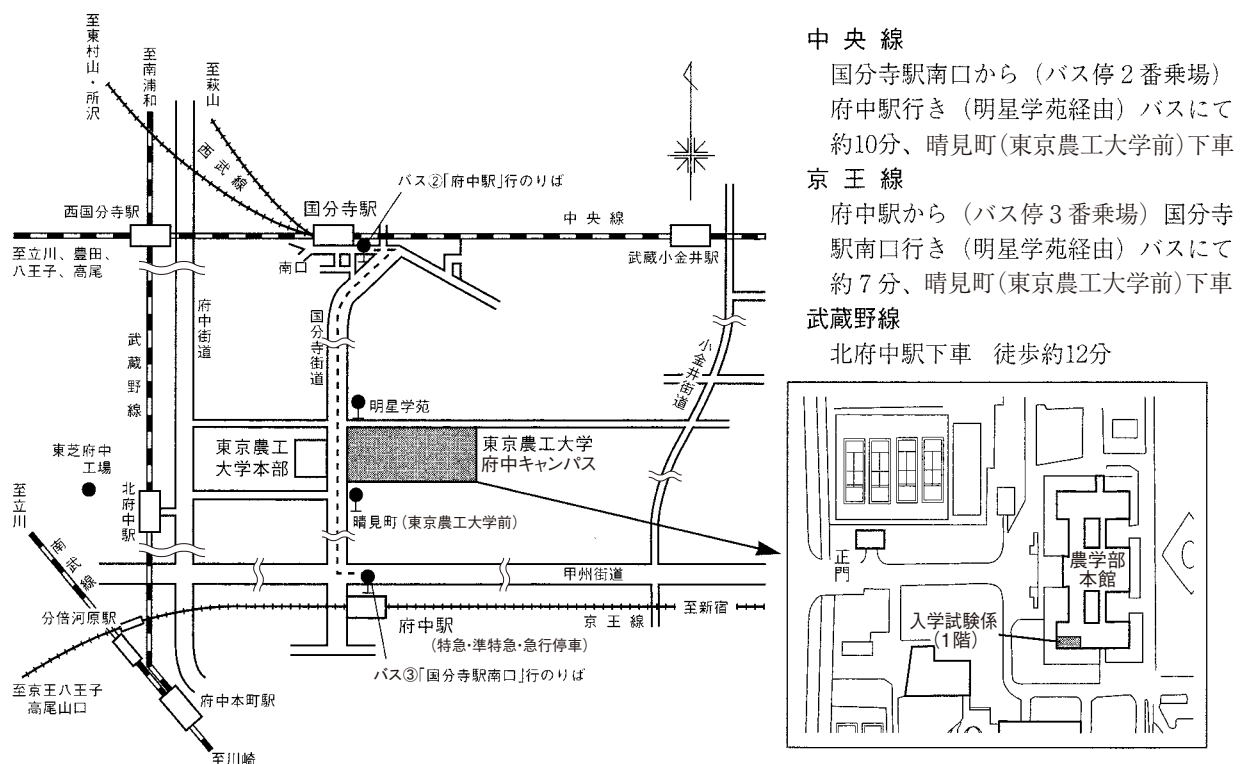 至東村山・所沢
至南浦和
至萩山
西武線
バス②「府中駅」行のりば
西国分寺駅
国分寺駅
中央線
武蔵小金井駅
至立川、豊田、
八王子、高尾
南口
府中街道
国分寺街道
武蔵野線
小金井街道
明星学苑
東京農工
大学本部
東京農工大学
府中キャンパス
東芝府中
工場
北府中駅
至立川
晴見町(東京農工大学前)
南武線
甲州街道
分倍河原駅
府中駅
(特急・準特急・急行停車)
京王線
至新宿
バス③「国分寺駅南口」行のりば
至京王八王子
高尾山口
府中本町駅
至川崎
中央線
国分寺駅南口から(バス停2番乗場)
府中駅行き(明星学苑経由)バスにて
約10分、晴見町(東京農工大学前)下車
京王線
府中駅から(バス停3番乗場)国分寺
駅南口行き(明星学苑経由)バスにて
約7分、晴見町(東京農工大学前)下車
武蔵野線
北府中駅下車 徒歩約12分
正門
農学部
本館
入学試験係
(1階)